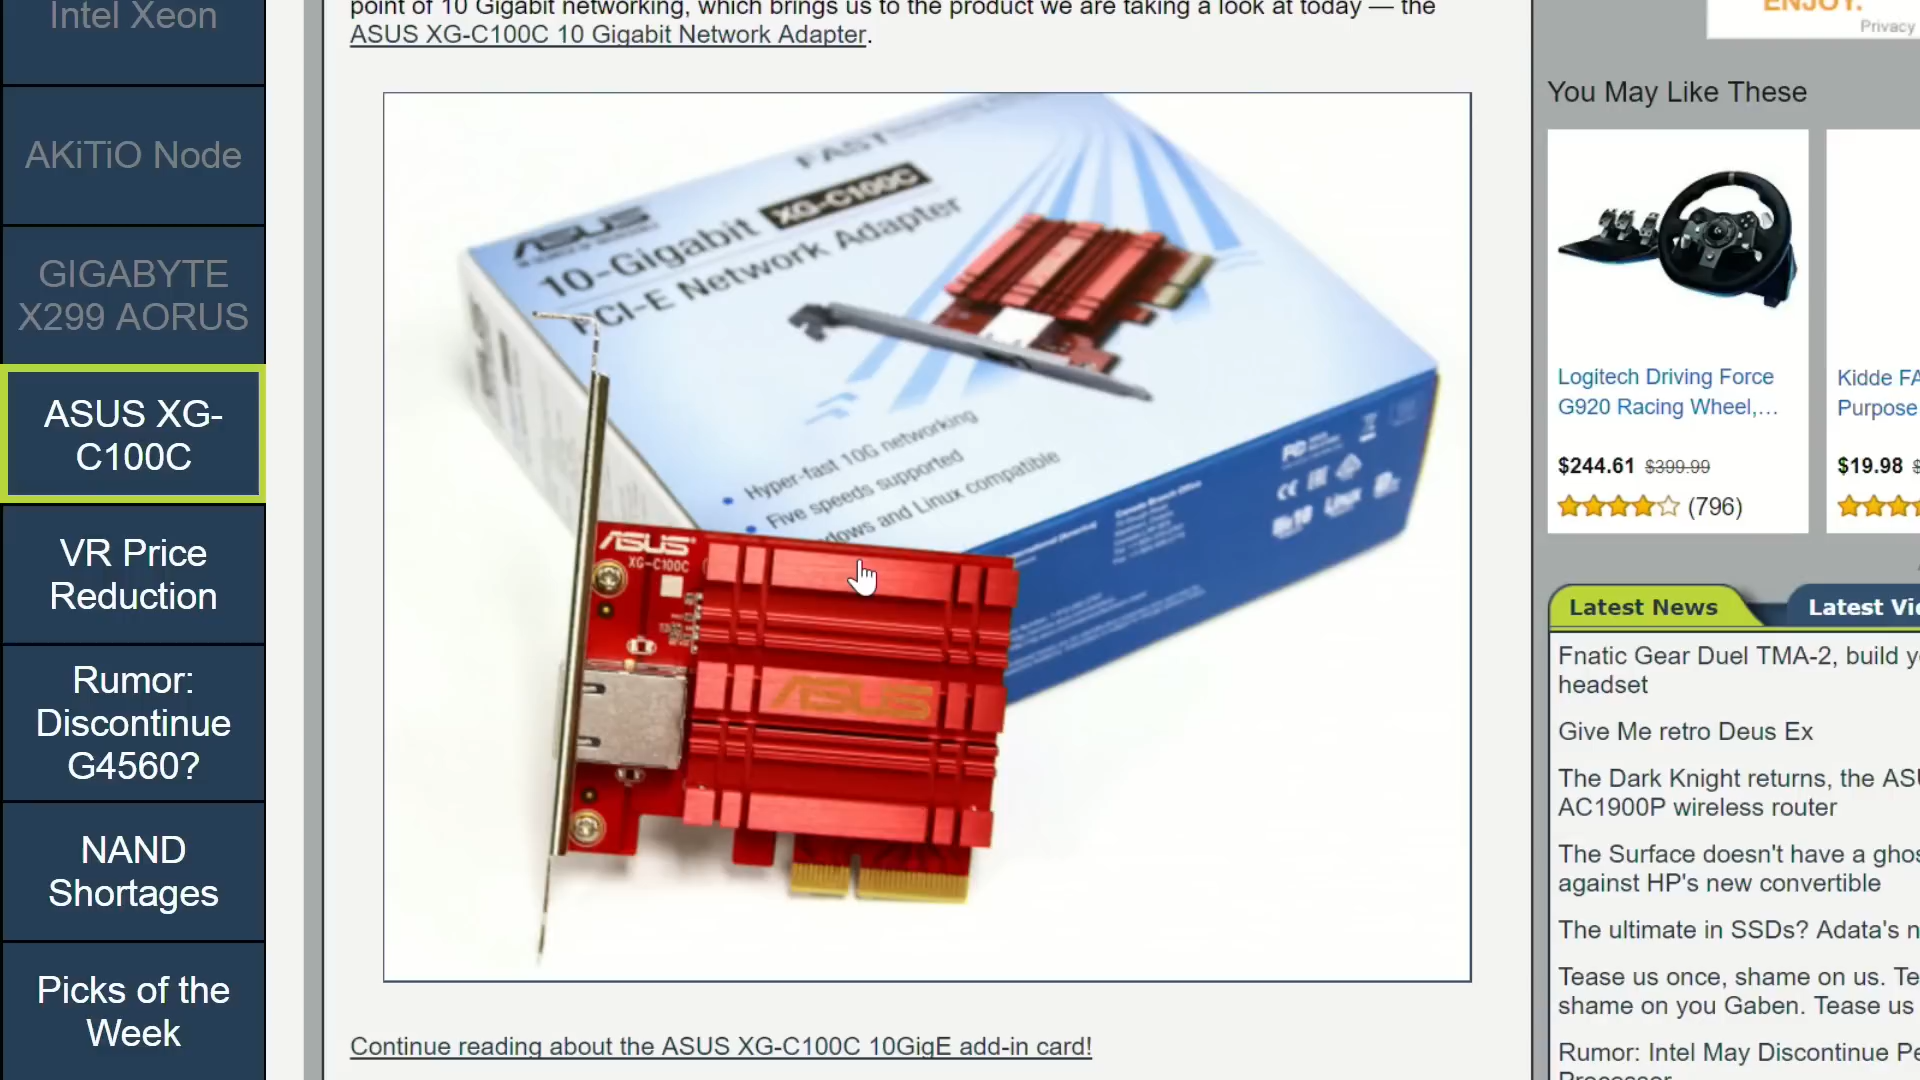 Intel Xeon
AKiTiO Node
GIGABYTE
X299 AORUS
ASUS XG-
C100C
VR Price
Reduction
Rumor:
Discontinue
G4560?
NAND
Shortages
Picks of the
Week
point of 10 Gigabit networking, which brings us to the product we are taking a look at today — the
ASUS XG-C100C 10 Gigabit Network Adapter.
FAST
ASUS
10-Gigabit XG-C100C
PCI-E Network Adapter
Hyper-fast 10G networking
Five speeds supported
Windows and Linux compatible
ASUS
XG-C100C
ASUS
Continue reading about the ASUS XG-C100C 10GigE add-in card!
ENJOY.
Privacy
You May Like These
Logitech Driving Force
G920 Racing Wheel,…
$244.61 $399.99
(796)
Kidde FA
Purpose
$19.98
Latest News
Latest Vi
Fnatic Gear Duel TMA-2, build y
headset
Give Me retro Deus Ex
The Dark Knight returns, the ASU
AC1900P wireless router
The Surface doesn't have a ghos
against HP's new convertible
The ultimate in SSDs? Adata's n
Tease us once, shame on us. Te
shame on you Gaben. Tease us
Rumor: Intel May Discontinue Pe